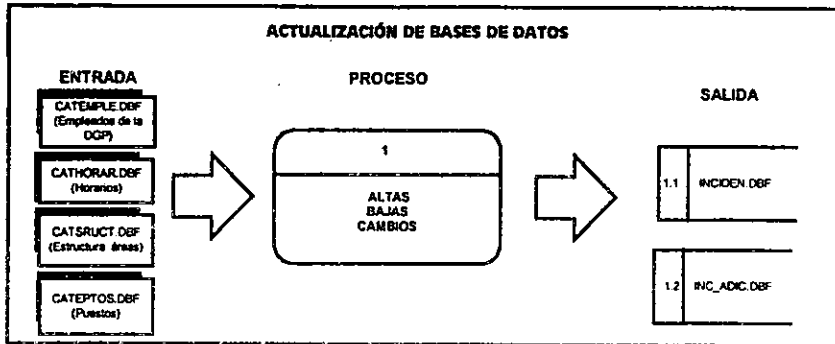 ACTUALIZACIÓN DE BASES DE DATOS
ENTRADA
CATEMPLE.DBF
(Empleados de la
DGP)
CATHORAR.DBF
(Horarios)
CATSRUCT.DBF
(Estructura áreas)
CATEPTOS.DBF
(Puestos)
PROCESO
1
ALTAS
BAJAS
CAMBIOS
SALIDA
1.1 INCIDEN.DBF
1.2 INC_ADIC.DBF